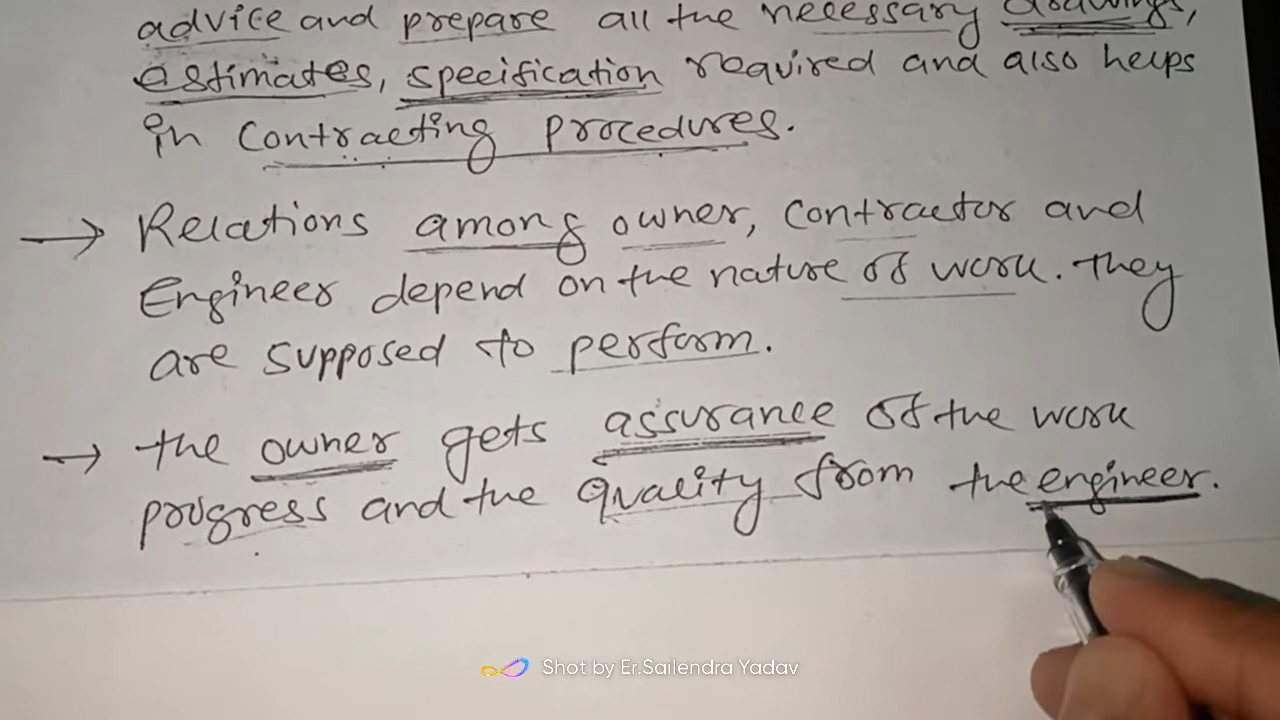 advice and prepare all the necessary drawings,
estimates, specification required and also helps
in contracting procedures.
→ Relations among owner, contractor and
Engineer depend on the nature of work. They
are supposed to perform.
→ the owner gets assurance of the work
progress and the quality from the engineer.
Shot by Er.Sailendra Yadav